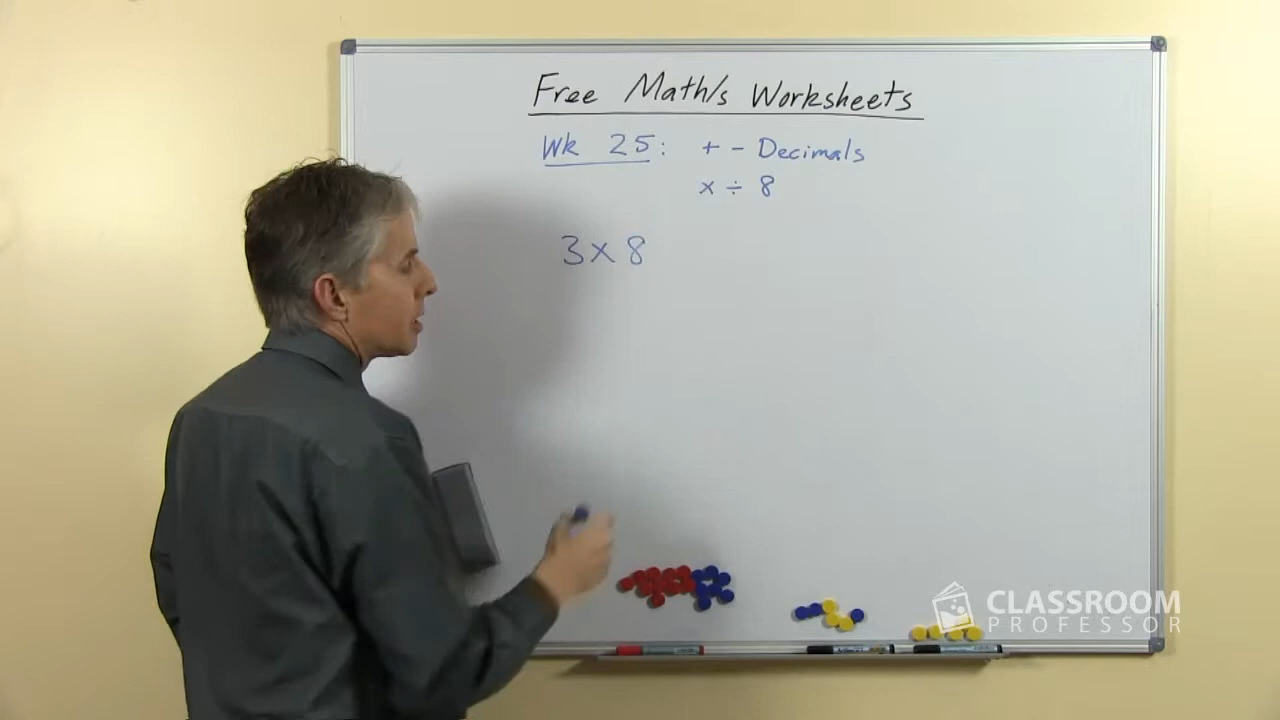 Free Math/s Worksheets
Wk 25: + - Decimals
x ÷ 8
3 x 8
CLASSROOM
PROFESSOR